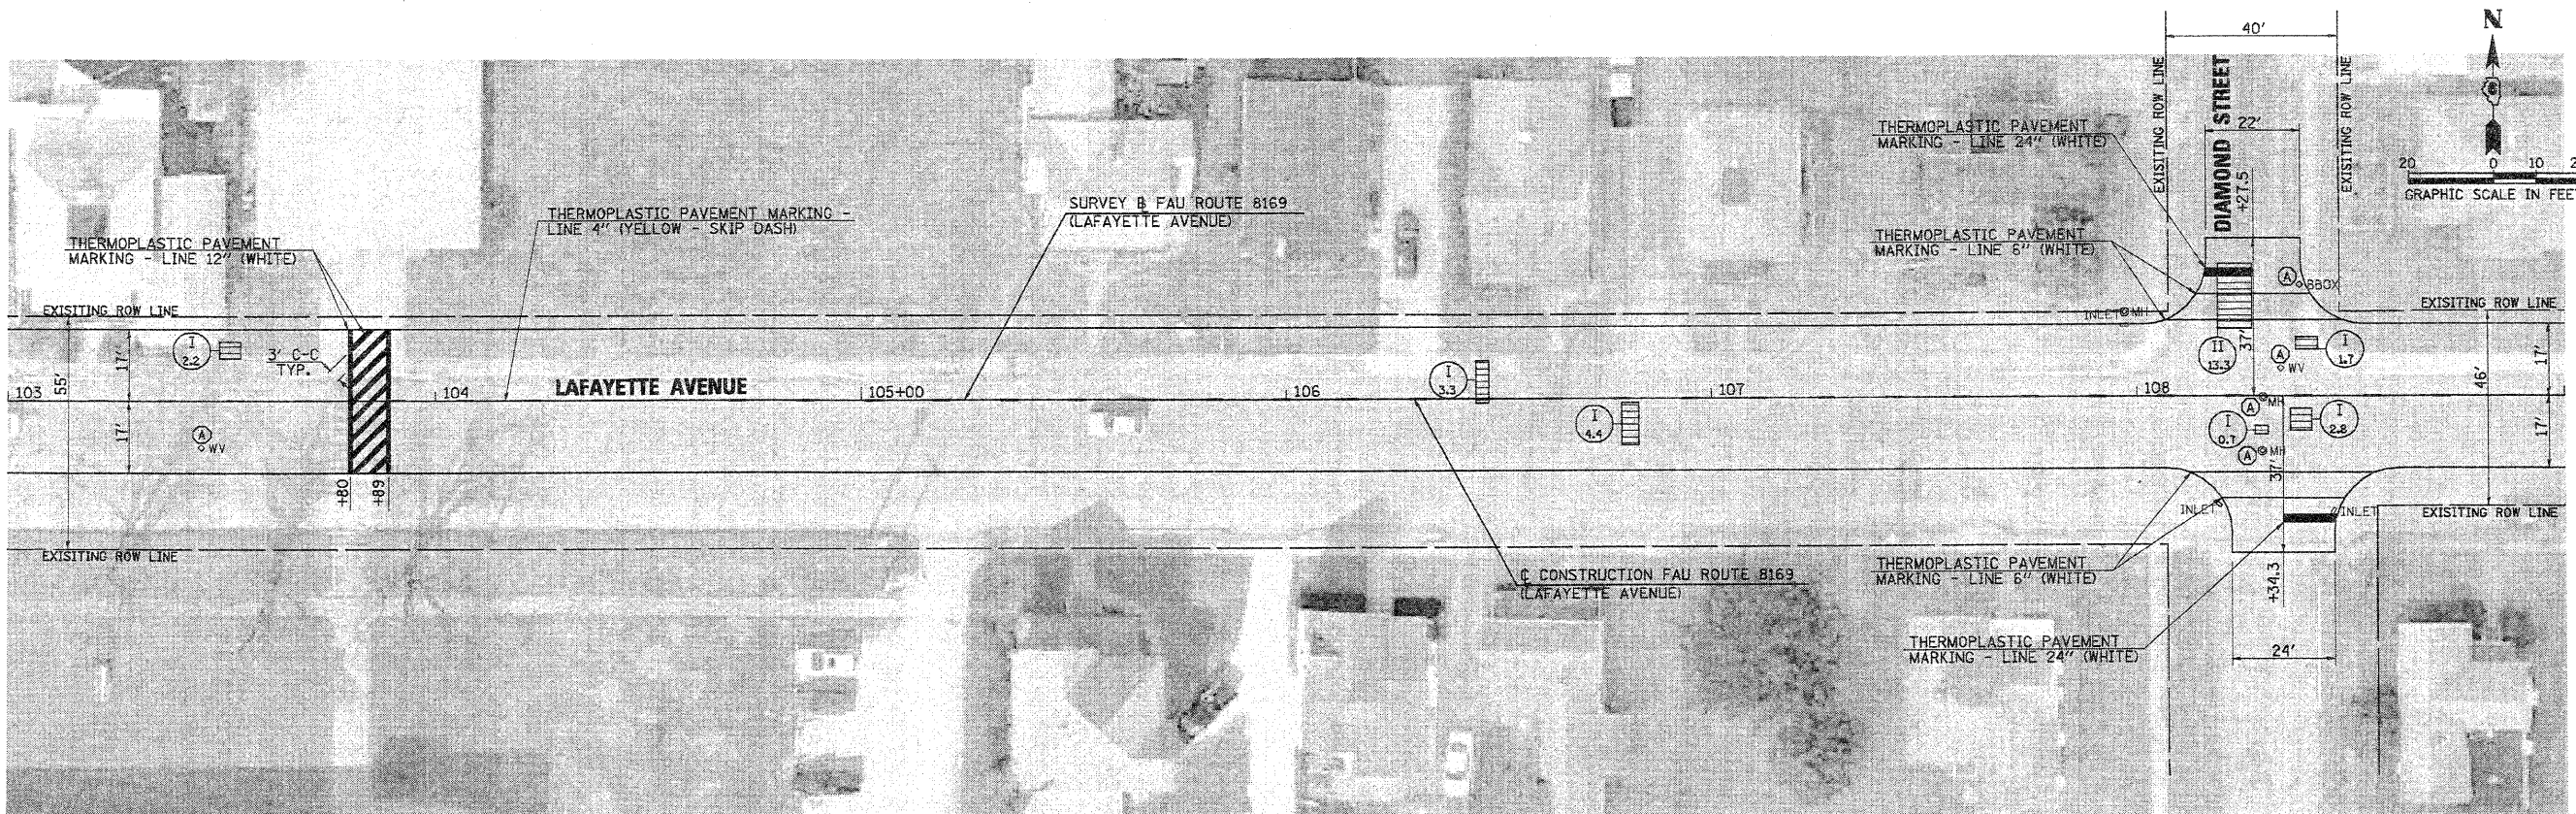 40'
N
EXISITING ROW LINE
DIAMOND STREET
EXISITING ROW LINE
22'
+27.5
20 0 10
GRAPHIC SCALE IN FEET
THERMOPLASTIC PAVEMENT
MARKING - LINE 24" (WHITE)
THERMOPLASTIC PAVEMENT MARKING -
LINE 4" (YELLOW - SKIP DASH)
SURVEY ℄ FAU ROUTE 8169
(LAFAYETTE AVENUE)
THERMOPLASTIC PAVEMENT
MARKING - LINE 12" (WHITE)
THERMOPLASTIC PAVEMENT
MARKING - LINE 6" (WHITE)
EXISITING ROW LINE
A
BBOX
EXISITING ROW LINE
INLET
MH
I
2.2
3' C-C
TYP.
17'
55'
17'
II
13.3
37'
A
WV
I
1.7
17'
46'
17'
I
3.3
103
104
LAFAYETTE AVENUE
105+00
106
107
108
A
MH
I
4.4
I
0.7
I
2.8
A
WV
A
MH
37'
+80
+89
INLET
INLET
EXISITING ROW LINE
EXISITING ROW LINE
℄ CONSTRUCTION FAU ROUTE 8169
(LAFAYETTE AVENUE)
THERMOPLASTIC PAVEMENT
MARKING - LINE 6" (WHITE)
+34.3
THERMOPLASTIC PAVEMENT
MARKING - LINE 24" (WHITE)
24'